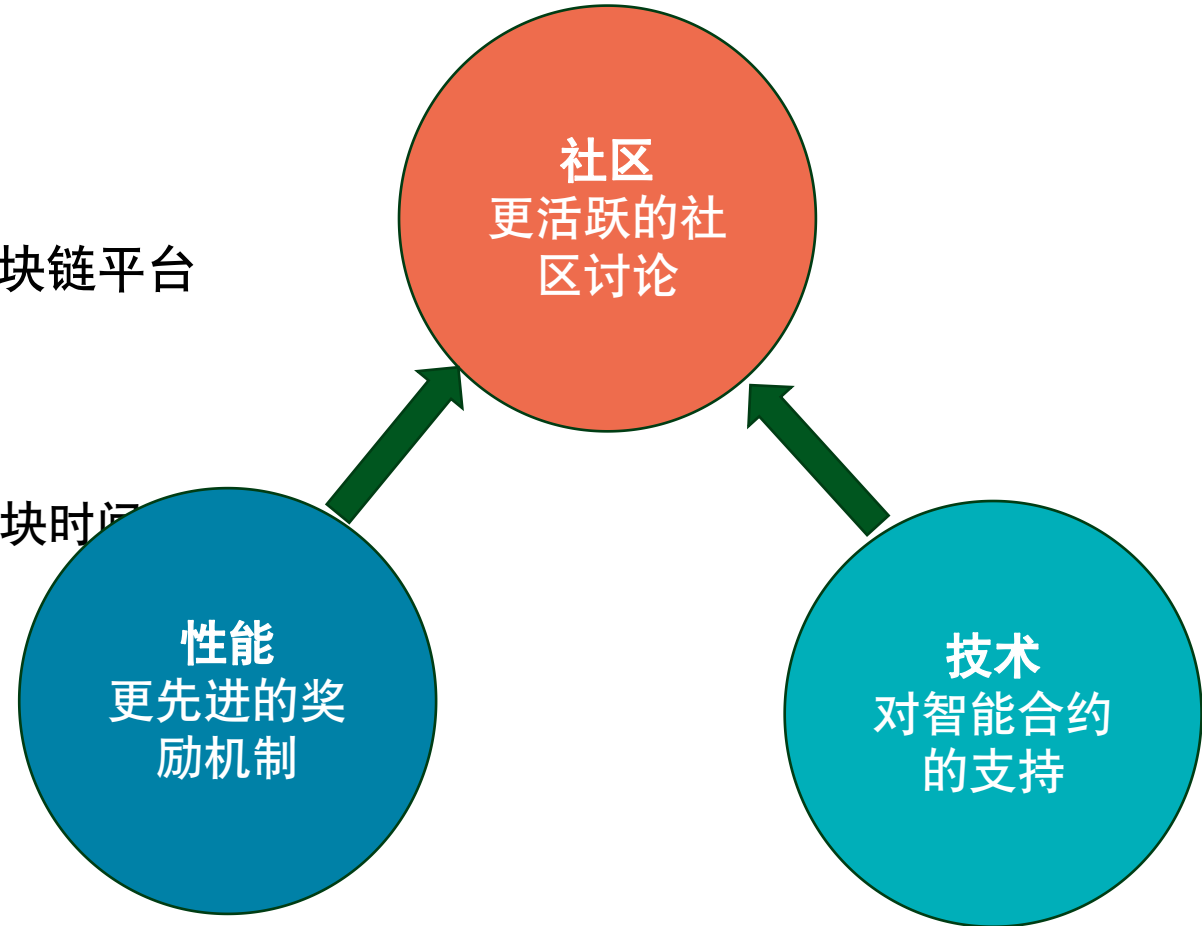 社区
更活跃的社
区讨论
块链平台
块时间
性能
更先进的奖
励机制
技术
对智能合约
的支持